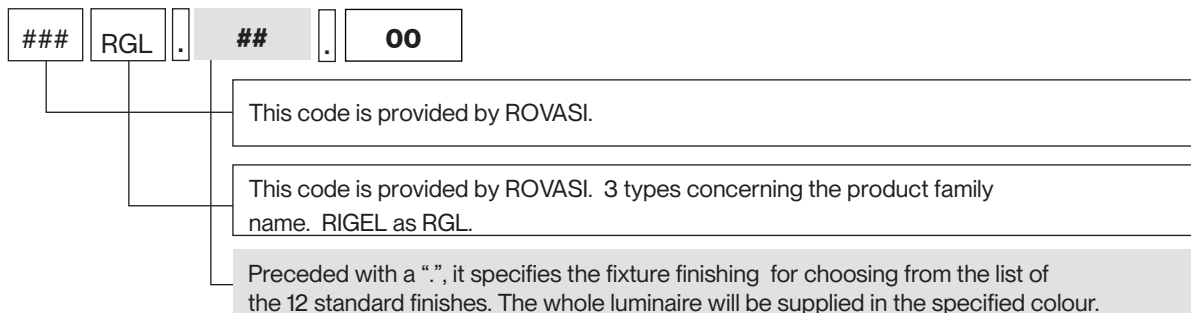 ### RGL . ## . 00
This code is provided by ROVASI.
This code is provided by ROVASI. 3 types concerning the product family
name. RIGEL as RGL.
Preceded with a “.”, it specifies the fixture finishing for choosing from the list of
the 12 standard finishes. The whole luminaire will be supplied in the specified colour.